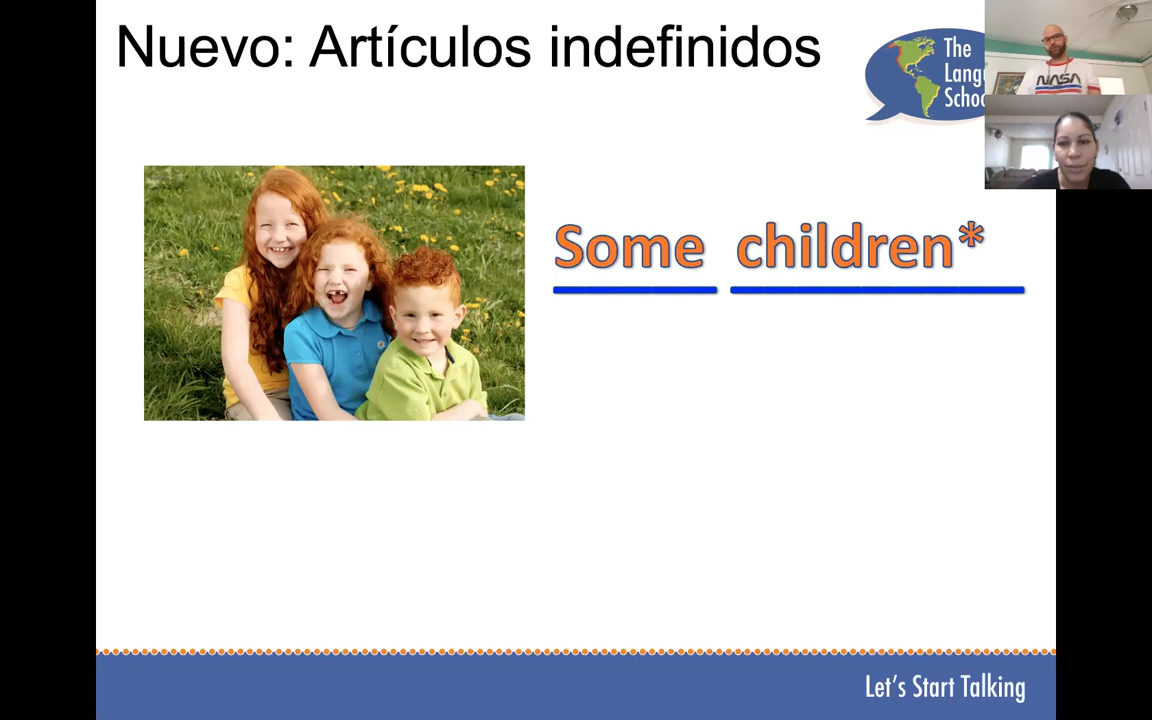 Nuevo: Artículos indefinidos
The
Lang
Schoo
NASA
Some children*
Let's Start Talking